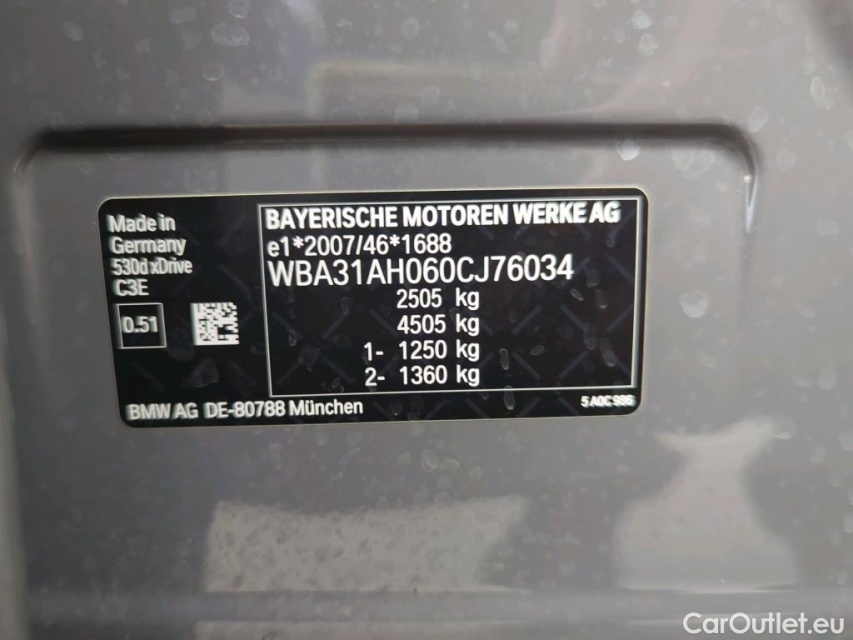 Made in
Germany
530d xDrive
C3E
0.51
BAYERISCHE MOTOREN WERKE AG
e1*2007/46*1688
WBA31AH060CJ76034
2505 kg
4505 kg
1- 1250 kg
2- 1360 kg
BMW AG DE-80788 München
5A0C986
CarOutlet.eu